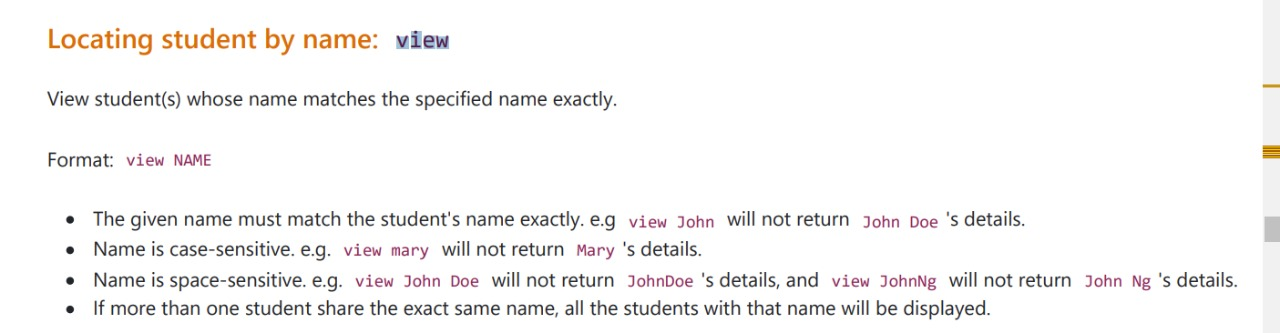 Locating student by name: view
View student(s) whose name matches the specified name exactly.
Format: view NAME
• The given name must match the student's name exactly. e.g view John will not return John Doe 's details.
• Name is case-sensitive. e.g. view mary will not return Mary 's details.
• Name is space-sensitive. e.g. view John Doe will not return JohnDoe 's details, and view JohnNg will not return John Ng 's details.
• If more than one student share the exact same name, all the students with that name will be displayed.